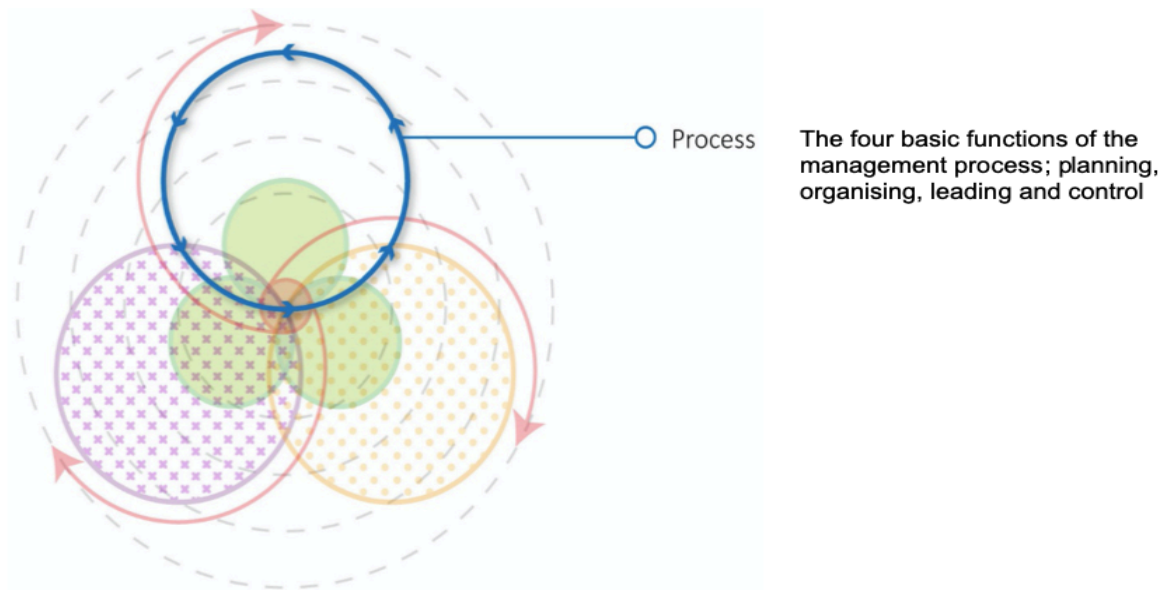 Process
The four basic functions of the
management process; planning,
organising, leading and control